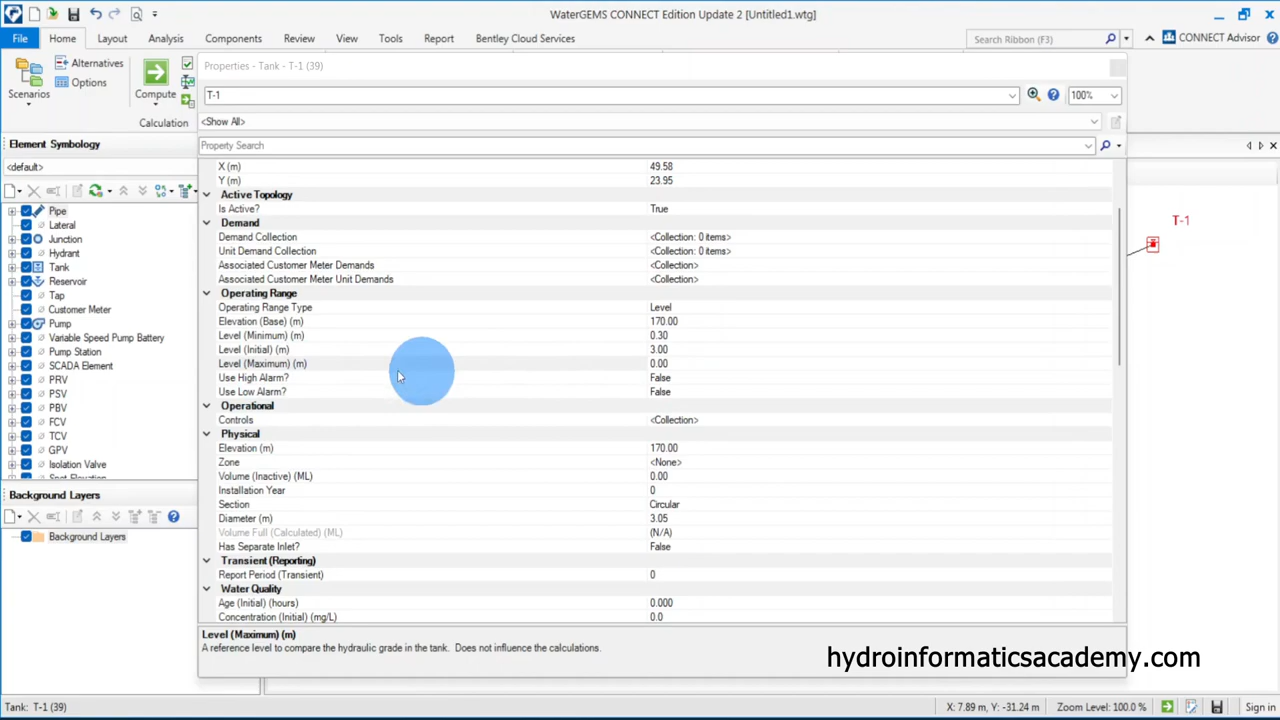 WaterGEMS CONNECT Edition Update 2 [Untitled1.wtg]
File Home Layout Analysis Components Review View Tools Report Bentley Cloud Services Search Ribbon (F3) CONNECT Advisor
Properties - Tank - T-1 (39)
Scenarios Alternatives Options Compute
Calculation
T-1 100%
<Show All>
Property Search
Element Symbology
<default>
Pipe
Lateral
Junction
Hydrant
Tank
Reservoir
Tap
Customer Meter
Pump
Variable Speed Pump Battery
Pump Station
SCADA Element
PRV
PSV
PBV
FCV
TCV
GPV
Isolation Valve
Spot Elevation
Background Layers
Background Layers
X (m) 49.58
Y (m) 23.95
Active Topology
Is Active? True
Demand
Demand Collection <Collection: 0 items>
Unit Demand Collection <Collection: 0 items>
Associated Customer Meter Demands <Collection>
Associated Customer Meter Unit Demands <Collection>
Operating Range
Operating Range Type Level
Elevation (Base) (m) 170.00
Level (Minimum) (m) 0.30
Level (Initial) (m) 3.00
Level (Maximum) (m) 0.00
Use High Alarm? False
Use Low Alarm? False
Operational
Controls <Collection>
Physical
Elevation (m) 170.00
Zone <None>
Volume (Inactive) (ML) 0.00
Installation Year 0
Section Circular
Diameter (m) 3.05
Volume Full (Calculated) (ML) (N/A)
Has Separate Inlet? False
Transient (Reporting)
Report Period (Transient) 0
Water Quality
Age (Initial) (hours) 0.000
Concentration (Initial) (mg/L) 0.0
Level (Maximum) (m)
A reference level to compare the hydraulic grade in the tank. Does not influence the calculations.
T-1
hydroinformaticsacademy.com
Tank: T-1 (39) X: 7.89 m, Y: -31.24 m Zoom Level: 100.0 % Sign in